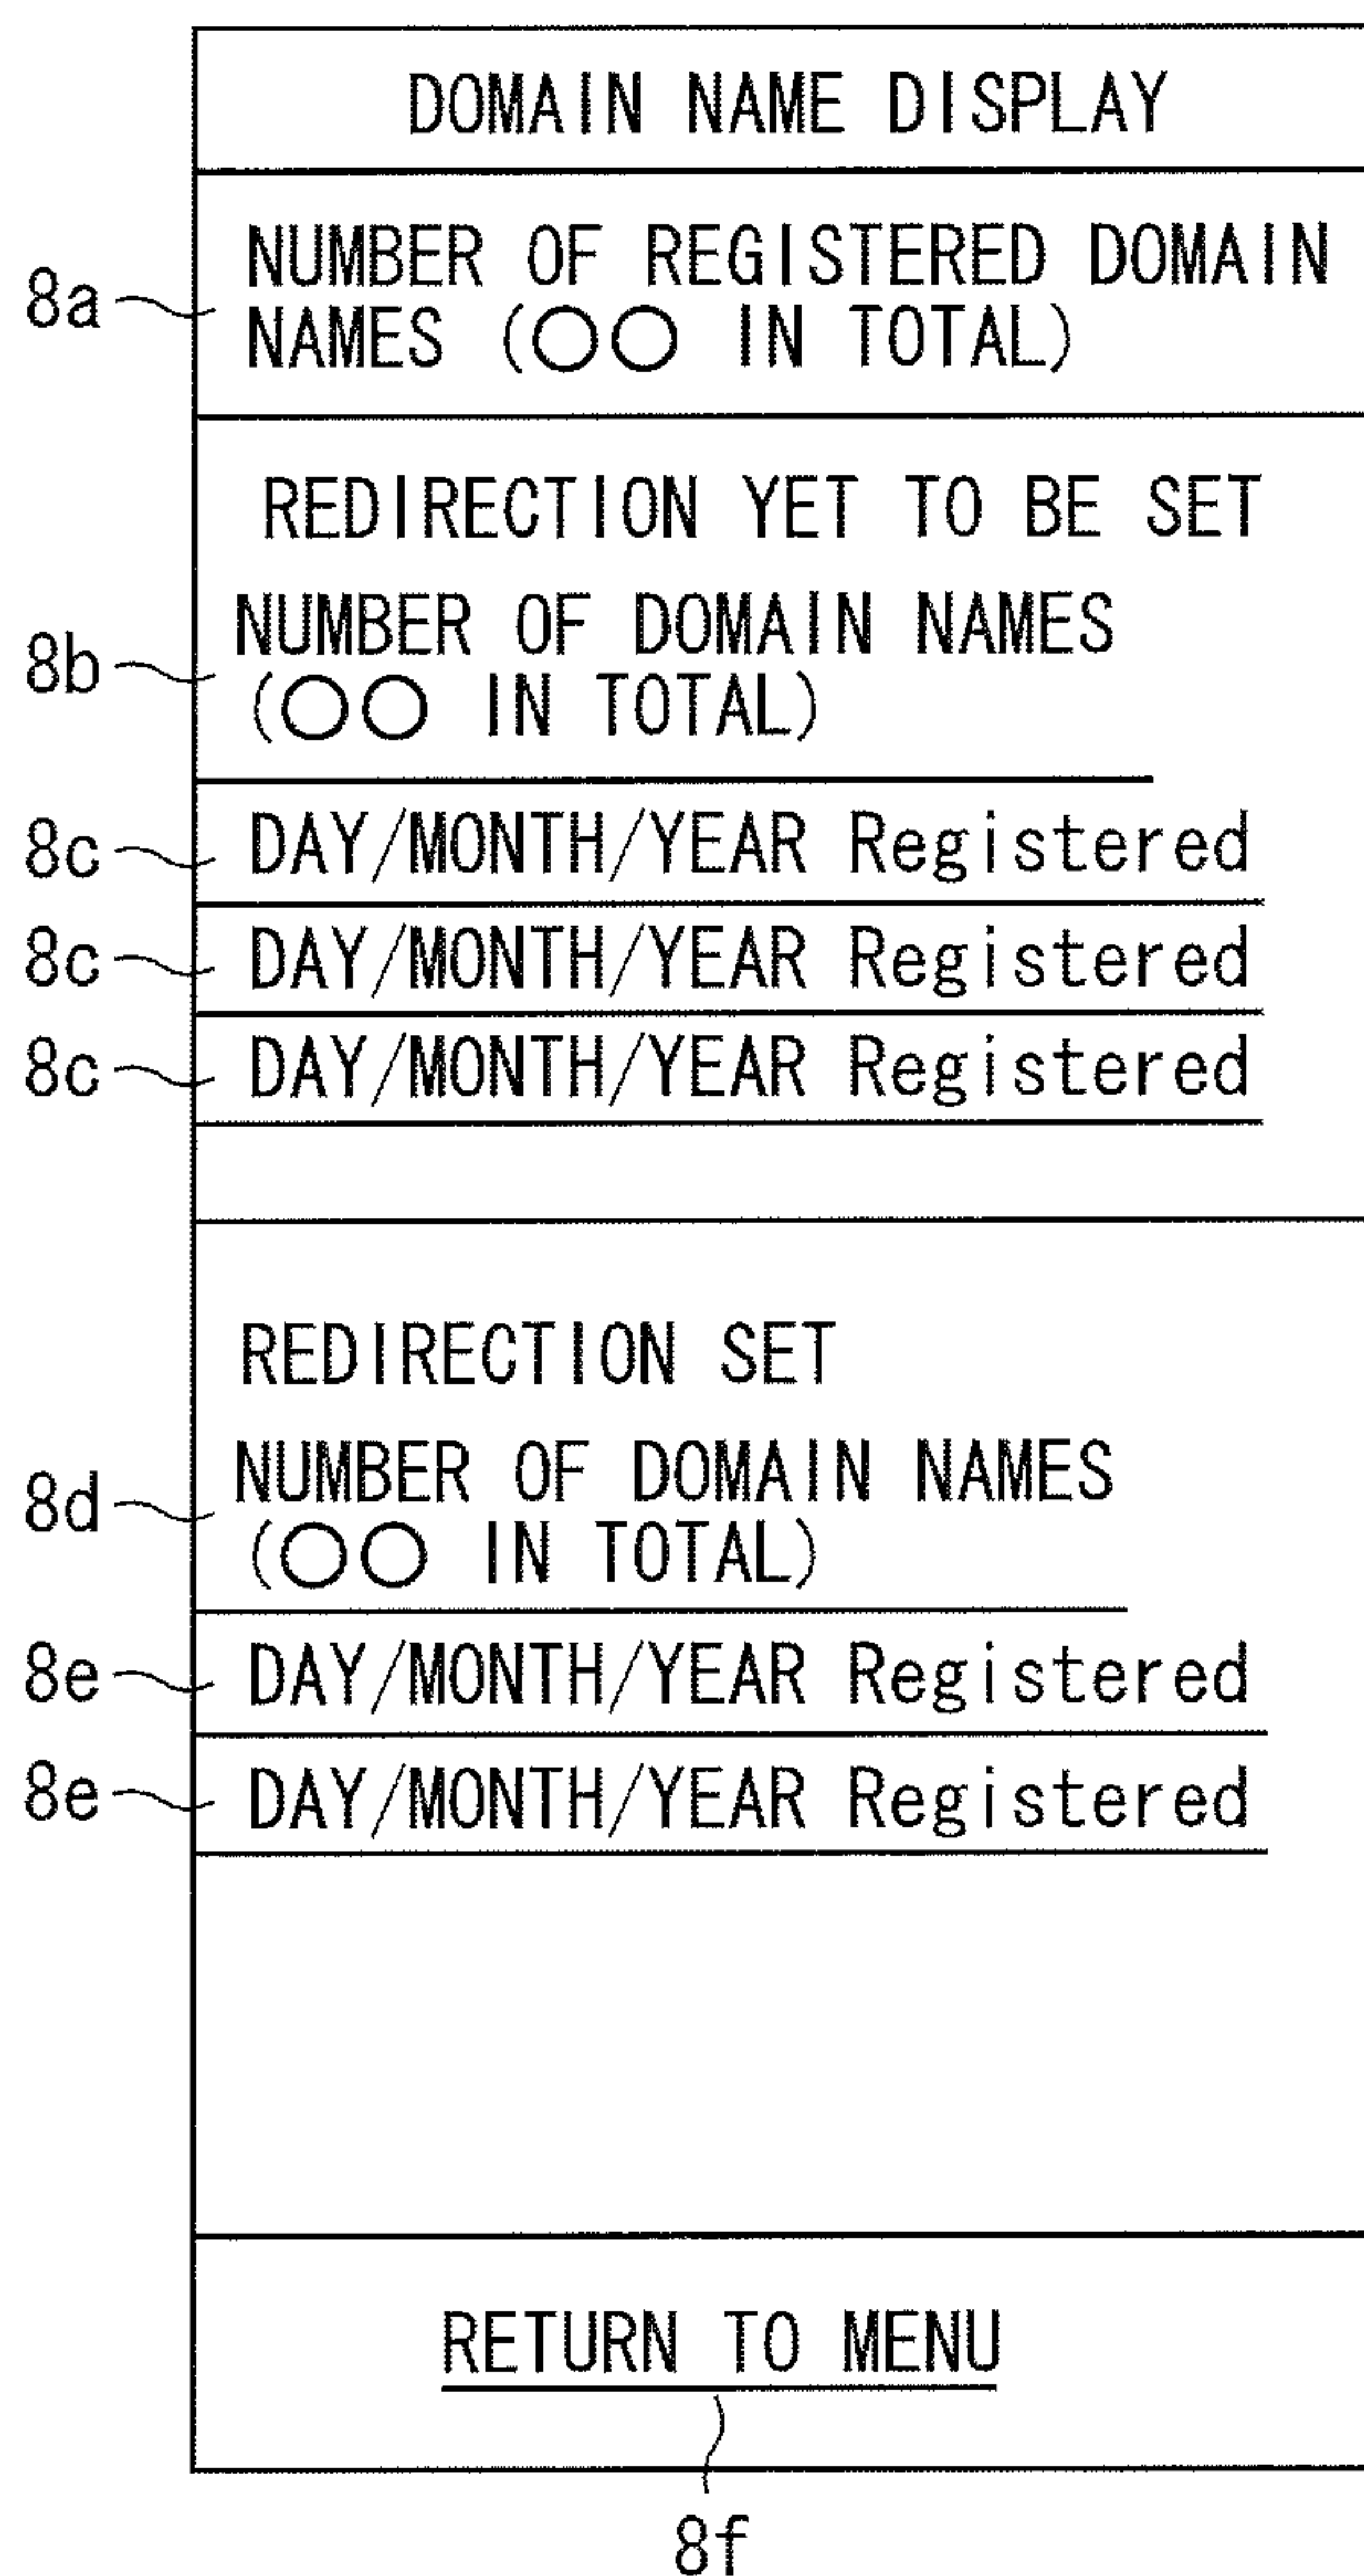 DOMAIN NAME DISPLAY
8a NUMBER OF REGISTERED DOMAIN
NAMES (○○ IN TOTAL)
REDIRECTION YET TO BE SET
8b NUMBER OF DOMAIN NAMES
(○○ IN TOTAL)
8c DAY/MONTH/YEAR Registered
8c DAY/MONTH/YEAR Registered
8c DAY/MONTH/YEAR Registered
REDIRECTION SET
8d NUMBER OF DOMAIN NAMES
(○○ IN TOTAL)
8e DAY/MONTH/YEAR Registered
8e DAY/MONTH/YEAR Registered
RETURN TO MENU
8f